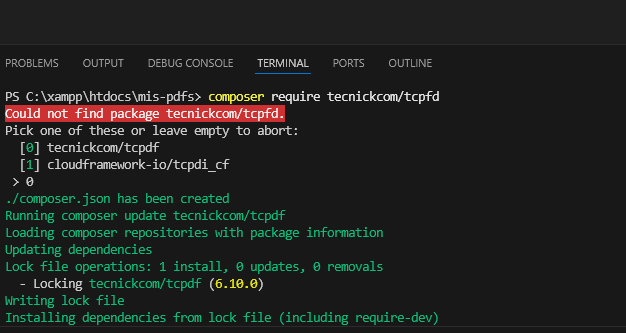 PROBLEMS OUTPUT DEBUG CONSOLE TERMINAL PORTS OUTLINE
PS C:\xampp\htdocs\mis-pdfs> composer require tecnickcom/tcpfd
Could not find package tecnickcom/tcpfd.
Pick one of these or leave empty to abort:
[0] tecnickcom/tcpdf
[1] cloudframework-io/tcpdi_cf
> 0
./composer.json has been created
Running composer update tecnickcom/tcpdf
Loading composer repositories with package information
Updating dependencies
Lock file operations: 1 install, 0 updates, 0 removals
- Locking tecnickcom/tcpdf (6.10.0)
Writing lock file
Installing dependencies from lock file (including require-dev)